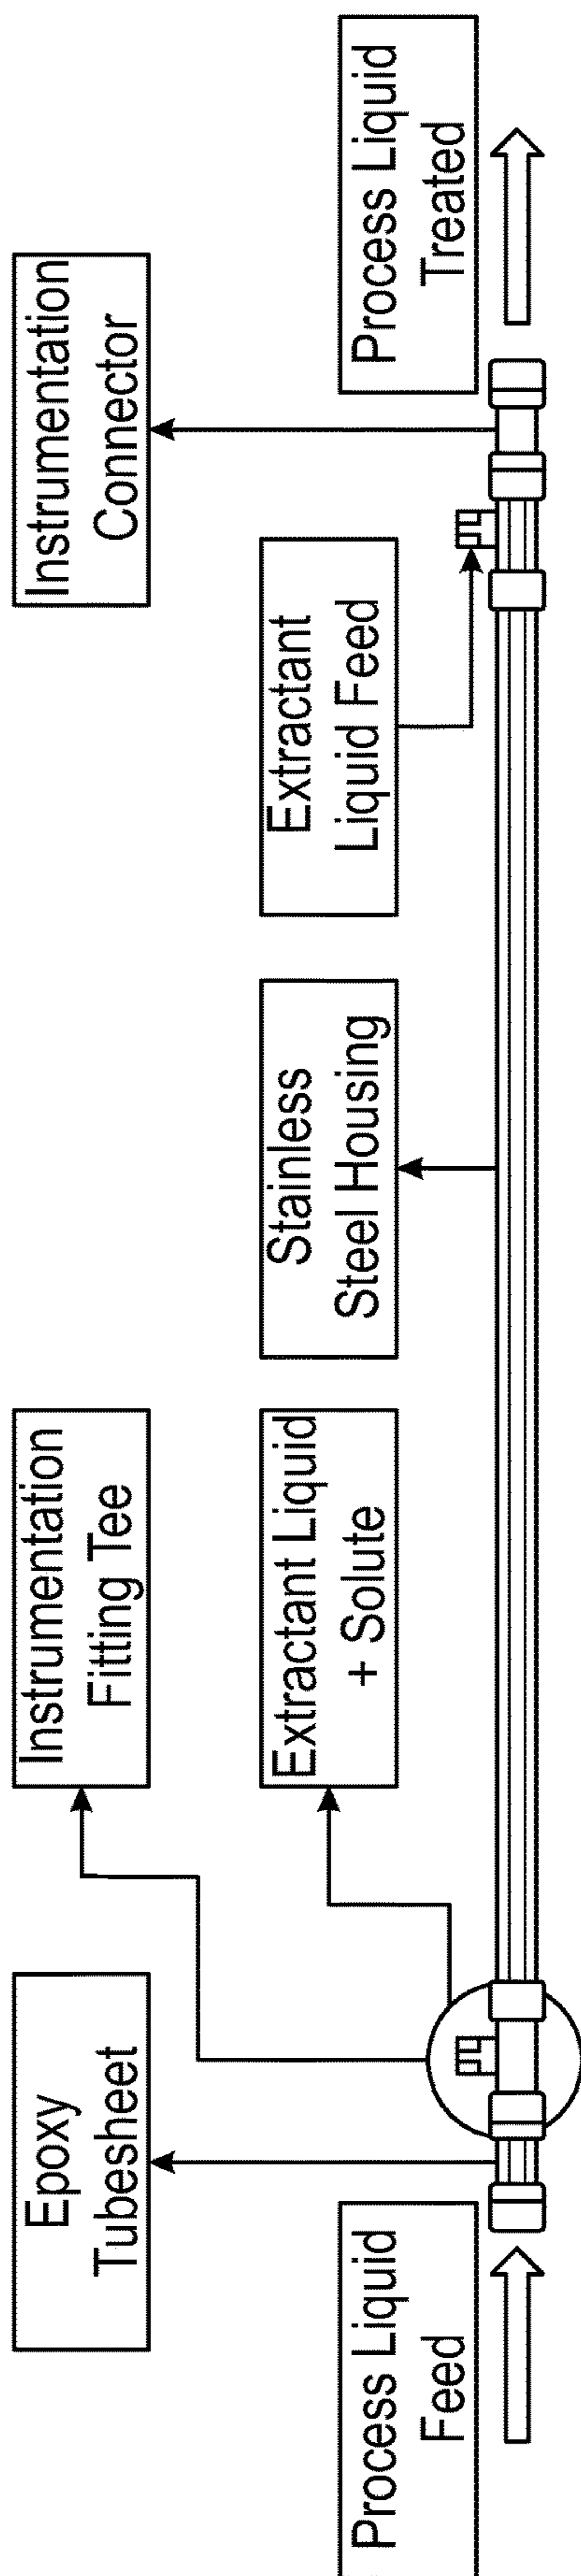 Epoxy
Tubesheet
Instrumentation
Fitting Tee
Instrumentation
Connector
Extractant Liquid
+ Solute
Stainless
Steel Housing
Extractant
Liquid Feed
Process Liquid
Feed
Process Liquid
Treated